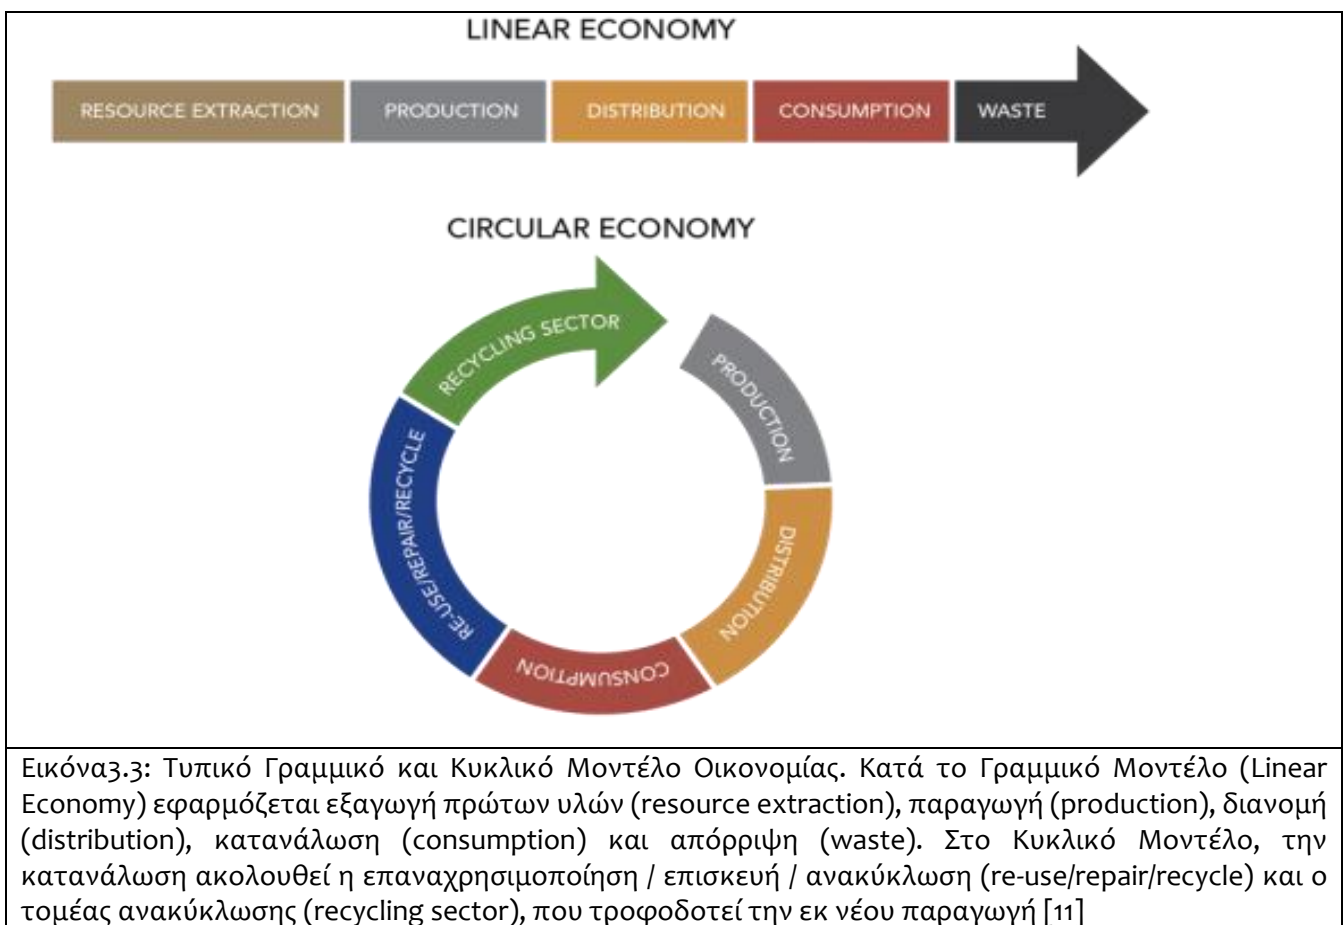 LINEAR ECONOMY
RESOURCE EXTRACTION PRODUCTION DISTRIBUTION CONSUMPTION WASTE
CIRCULAR ECONOMY
RECYCLING SECTOR
PRODUCTION
DISTRIBUTION
CONSUMPTION
RE-USE/REPAIR/RECYCLE
Εικόνα3.3: Τυπικό Γραμμικό και Κυκλικό Μοντέλο Οικονομίας. Κατά το Γραμμικό Μοντέλο (Linear
Economy) εφαρμόζεται εξαγωγή πρώτων υλών (resource extraction), παραγωγή (production), διανομή
(distribution), κατανάλωση (consumption) και απόρριψη (waste). Στο Κυκλικό Μοντέλο, την
κατανάλωση ακολουθεί η επαναχρησιμοποίηση / επισκευή / ανακύκλωση (re-use/repair/recycle) και ο
τομέας ανακύκλωσης (recycling sector), που τροφοδοτεί την εκ νέου παραγωγή [11]